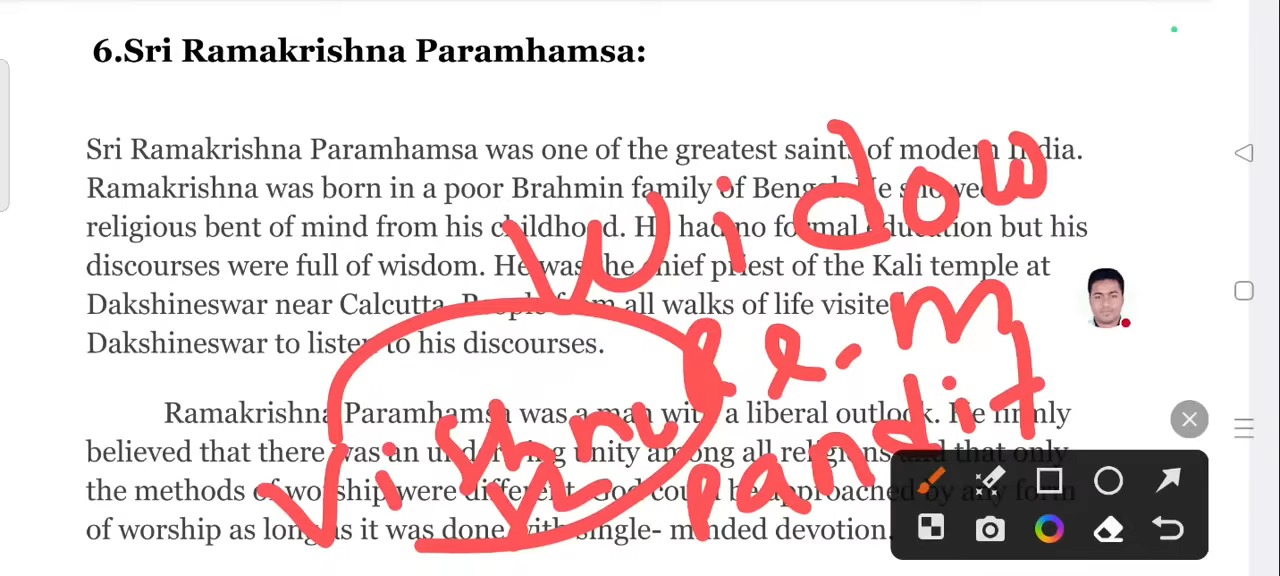 6.Sri Ramakrishna Paramhamsa:
Sri Ramakrishna Paramhamsa was one of the greatest saints of modern India.
Ramakrishna was born in a poor Brahmin family of Bengal. He showed
religious bent of mind from his childhood. He had no formal education but his
discourses were full of wisdom. He was the chief priest of the Kali temple at
Dakshineswar near Calcutta. People from all walks of life visited
Dakshineswar to listen to his discourses.
Ramakrishna Paramhamsa was a man with a liberal outlook. He firmly
believed that there was an underlying unity among all religions and that only
the methods of worship were different. God could be approached by any form
of worship as long as it was done with single- minded devotion.
widow
re-m
vishnu
pandit